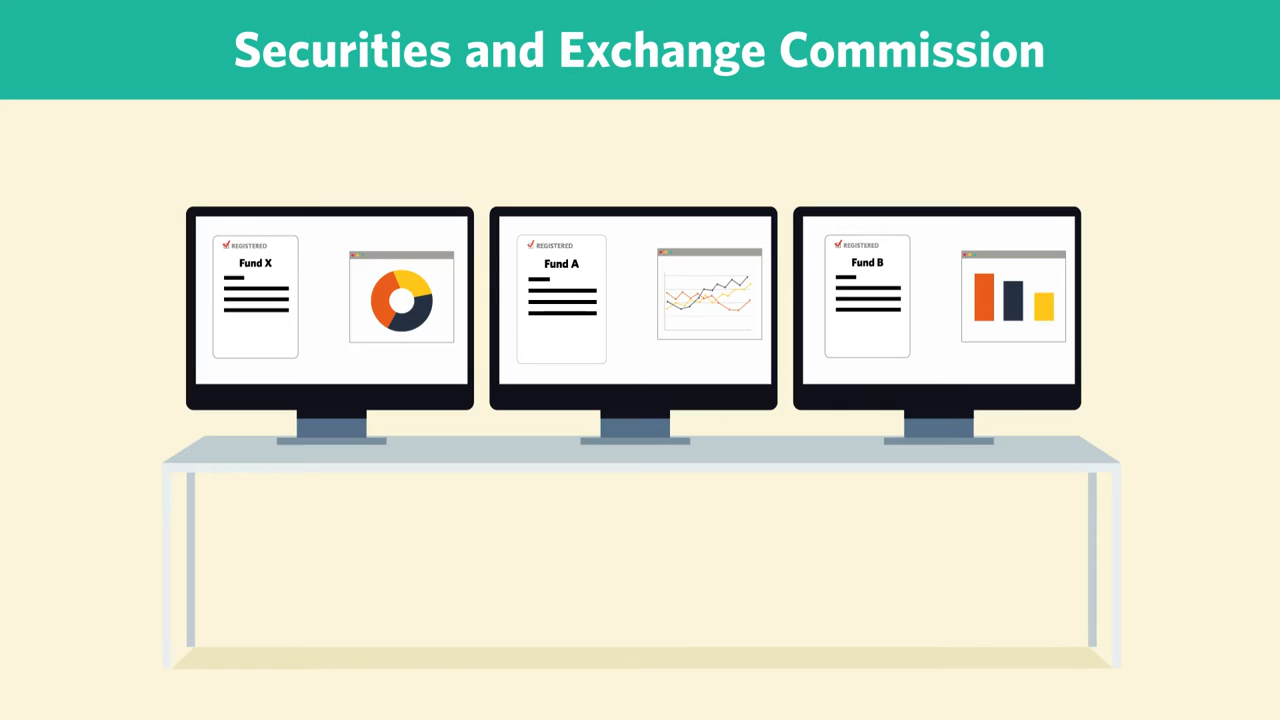 Securities and Exchange Commission
REGISTERED
Fund X
REGISTERED
Fund A
REGISTERED
Fund B